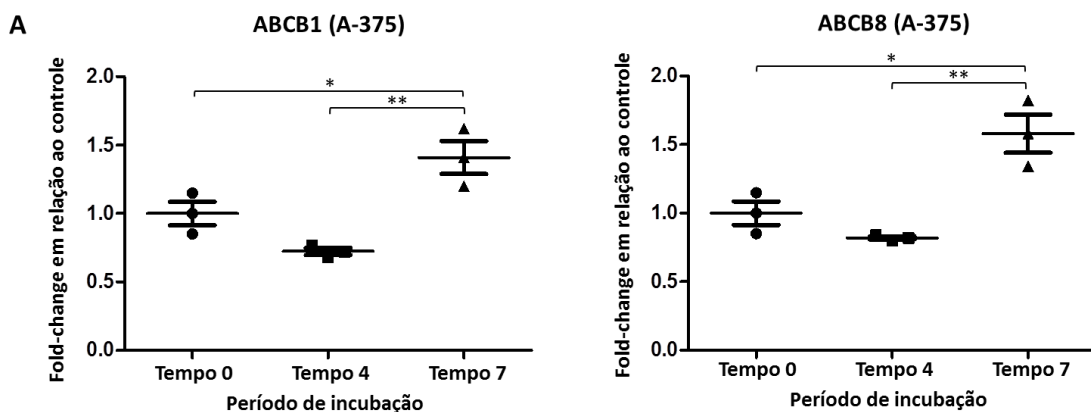 A
ABCB1 (A-375)
Fold-change em relação ao controle
2.0
1.5
1.0
0.5
0.0
*
**
Tempo 0 Tempo 4 Tempo 7
Período de incubação
ABCB8 (A-375)
Fold-change em relação ao controle
2.0
1.5
1.0
0.5
0.0
*
**
Tempo 0 Tempo 4 Tempo 7
Período de incubação